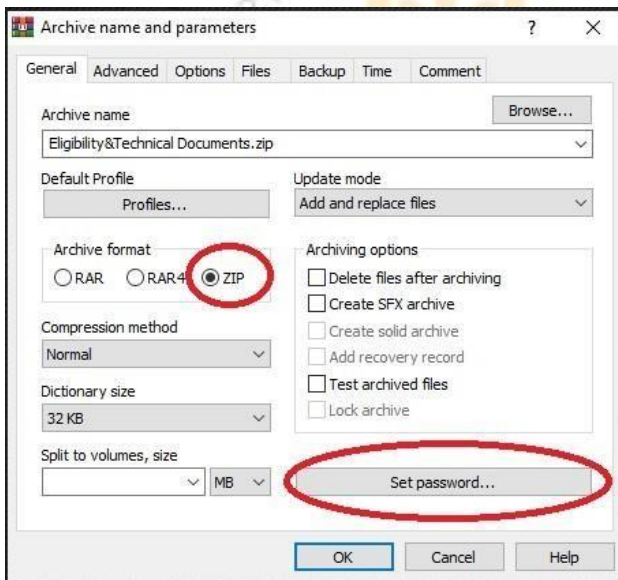 Archive name and parameters ? X
General Advanced Options Files Backup Time Comment
Archive name
Browse...
Eligibility&Technical Documents.zip
Default Profile
Profiles...
Update mode
Add and replace files
Archive format
RAR RAR4 ZIP
Compression method
Normal
Dictionary size
32 KB
Split to volumes, size
MB
Archiving options
Delete files after archiving
Create SFX archive
Create solid archive
Add recovery record
Test archived files
Lock archive
Set password...
OK Cancel Help